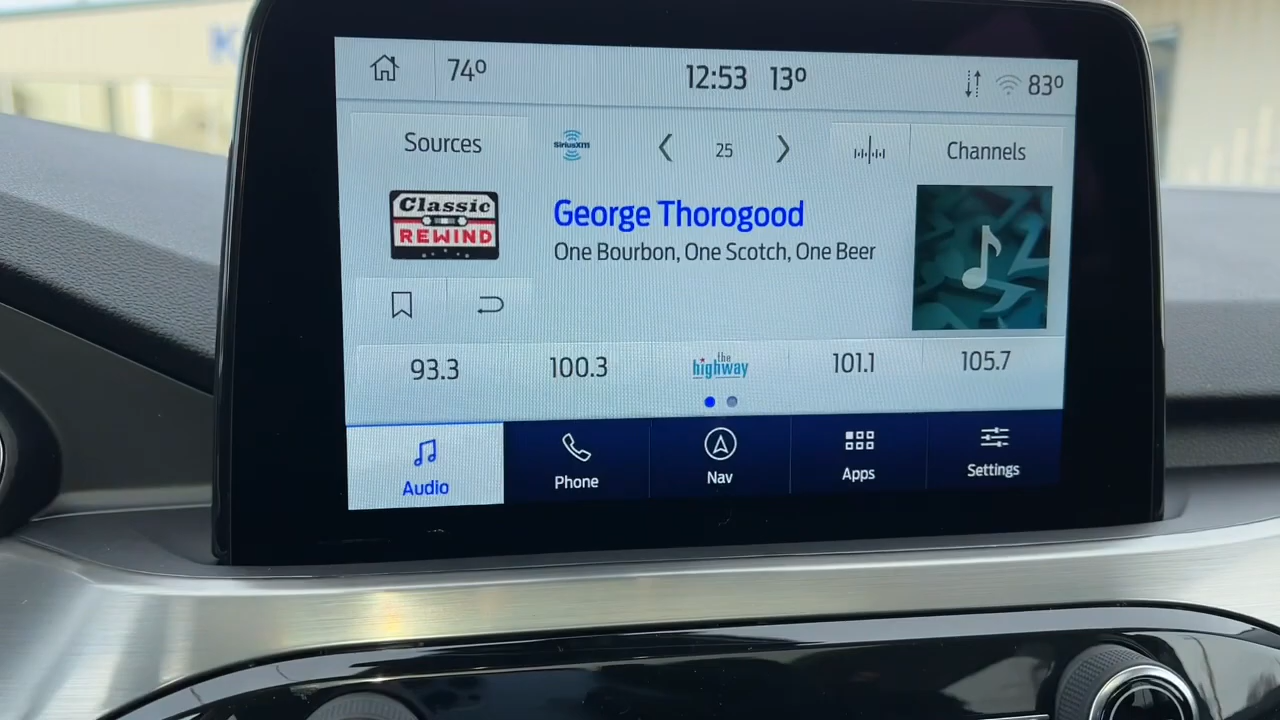 74°
12:53 13°
83°
Sources
SiriusXM
25
Channels
Classic
REWIND
George Thorogood
One Bourbon, One Scotch, One Beer
93.3
100.3
the
highway
101.1
105.7
Audio
Phone
Nav
Apps
Settings
K